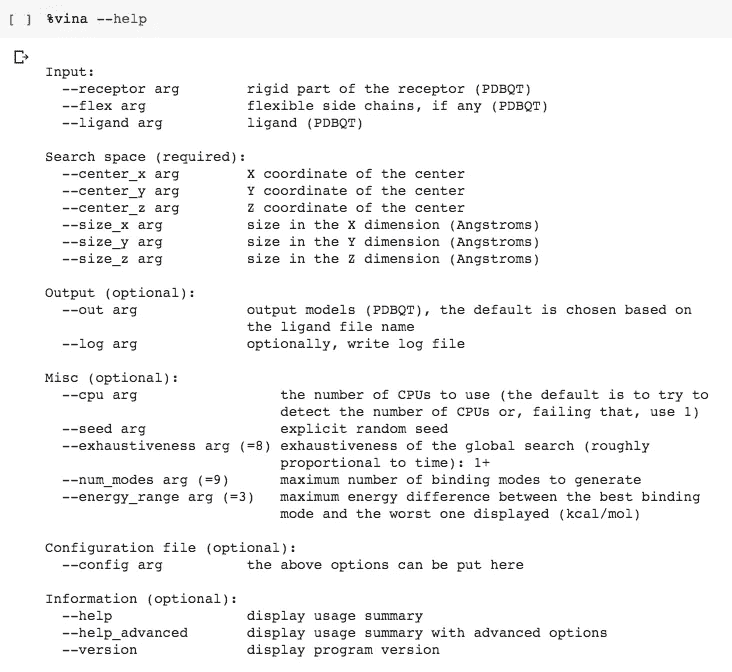 [ ] %vina --help
Input:
--receptor arg rigid part of the receptor (PDBQT)
--flex arg flexible side chains, if any (PDBQT)
--ligand arg ligand (PDBQT)
Search space (required):
--center_x arg X coordinate of the center
--center_y arg Y coordinate of the center
--center_z arg Z coordinate of the center
--size_x arg size in the X dimension (Angstroms)
--size_y arg size in the Y dimension (Angstroms)
--size_z arg size in the Z dimension (Angstroms)
Output (optional):
--out arg output models (PDBQT), the default is chosen based on
the ligand file name
--log arg optionally, write log file
Misc (optional):
--cpu arg the number of CPUs to use (the default is to try to
detect the number of CPUs or, failing that, use 1)
--seed arg explicit random seed
--exhaustiveness arg (=8) exhaustiveness of the global search (roughly
proportional to time): 1+
--num_modes arg (=9) maximum number of binding modes to generate
--energy_range arg (=3) maximum energy difference between the best binding
mode and the worst one displayed (kcal/mol)
Configuration file (optional):
--config arg the above options can be put here
Information (optional):
--help display usage summary
--help_advanced display usage summary with advanced options
--version display program version